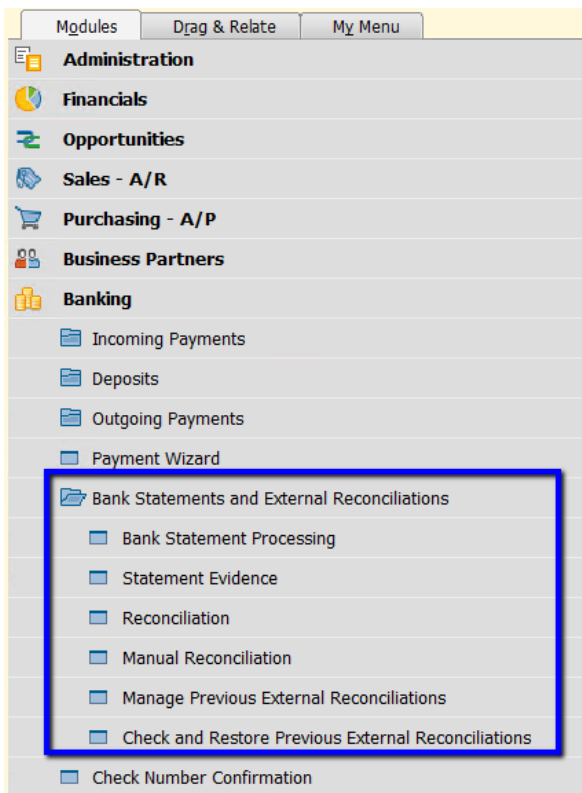 Modules Drag & Relate My Menu
Administration
Financials
Opportunities
Sales - A/R
Purchasing - A/P
Business Partners
Banking
Incoming Payments
Deposits
Outgoing Payments
Payment Wizard
Bank Statements and External Reconciliations
Bank Statement Processing
Statement Evidence
Reconciliation
Manual Reconciliation
Manage Previous External Reconciliations
Check and Restore Previous External Reconciliations
Check Number Confirmation